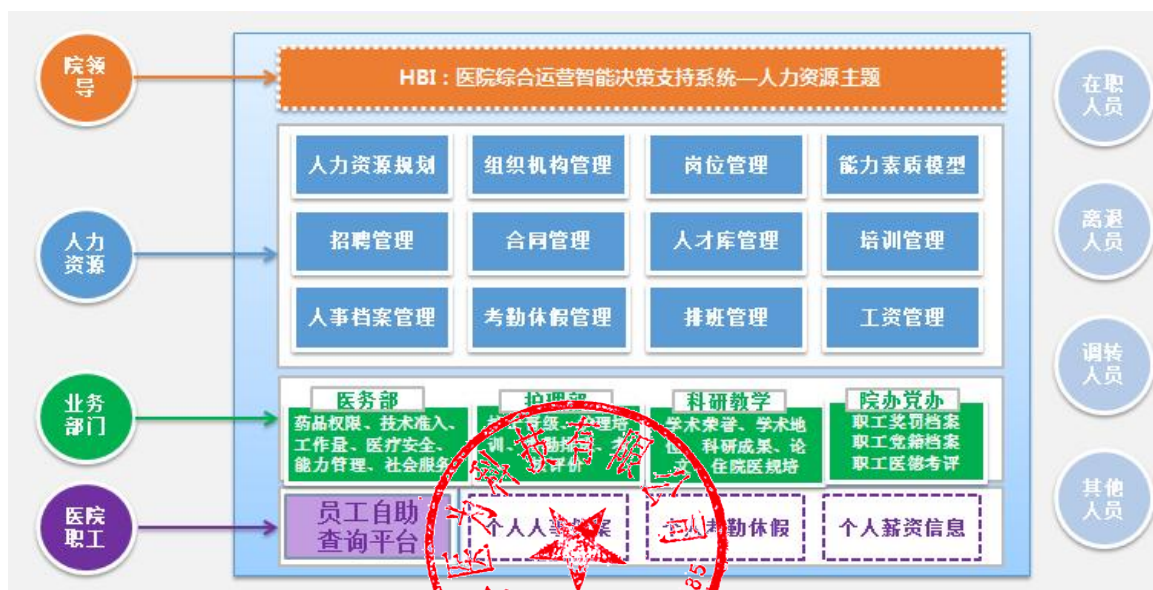 院领
导
HBI：医院综合运营智能决策支持系统—人力资源主题
在职
人员
人力资源规划
组织机构管理
岗位管理
能力素质模型
人力
资源
招聘管理
合同管理
人才库管理
培训管理
离退
人员
人事档案管理
考勤休假管理
排班管理
工资管理
调转
人员
业务
部门
医务部
药品权限、技术准入、
工作量、医疗安全、
能力管理、社会服务
护理部
科研教学
学术荣誉、学术地
科研成果、论
住院医规培
院办党办
职工奖罚档案
职工党籍档案
职工医德考评
医院
职工
员工自助
查询平台
个人人事档案
个人考勤休假
个人薪资信息
其他
人员
科技有限公司
85